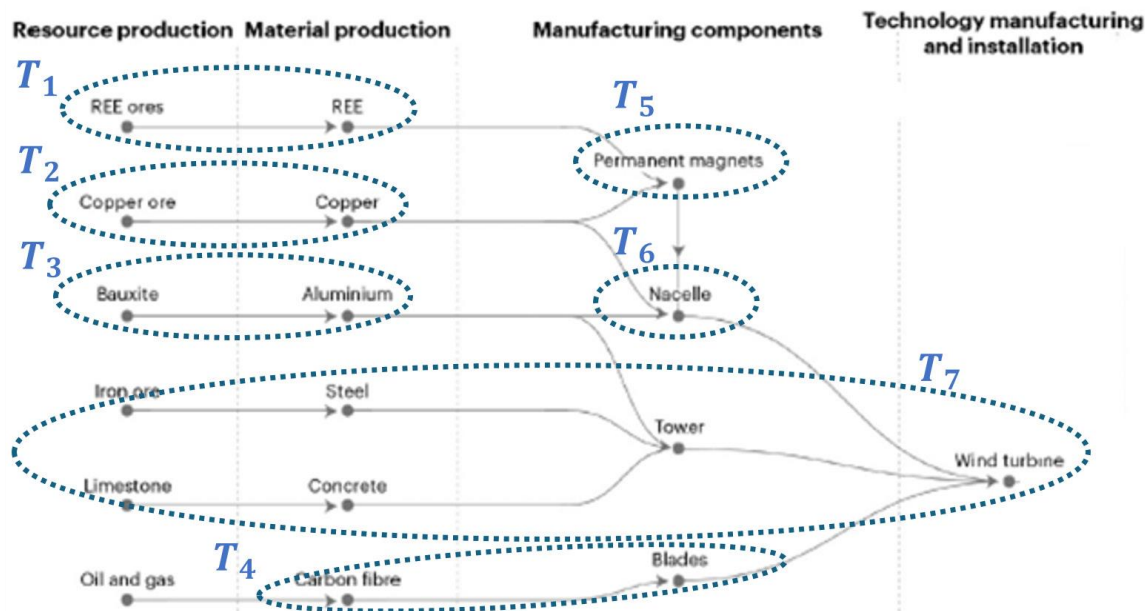 Resource production
Material production
Manufacturing components
Technology manufacturing
and installation
T1
REE ores
REE
T5
Permanent magnets
T2
Copper ore
Copper
T3
T6
Bauxite
Aluminium
Nacelle
Iron ore
Steel
T7
Tower
Limestone
Concrete
Wind turbine
T4
Oil and gas
Carbon fibre
Blades